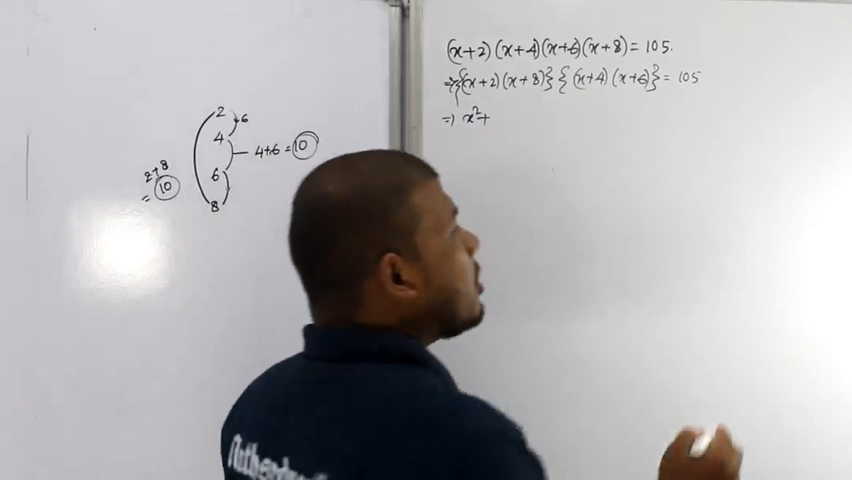 2
6
4
4+6 = 10
6
8
2+8
= 10
(x+2) (x+4) (x+6) (x+8) = 105.
=> {(x+2) (x+8)} { (x+4) (x+6)} = 105
=> x²+